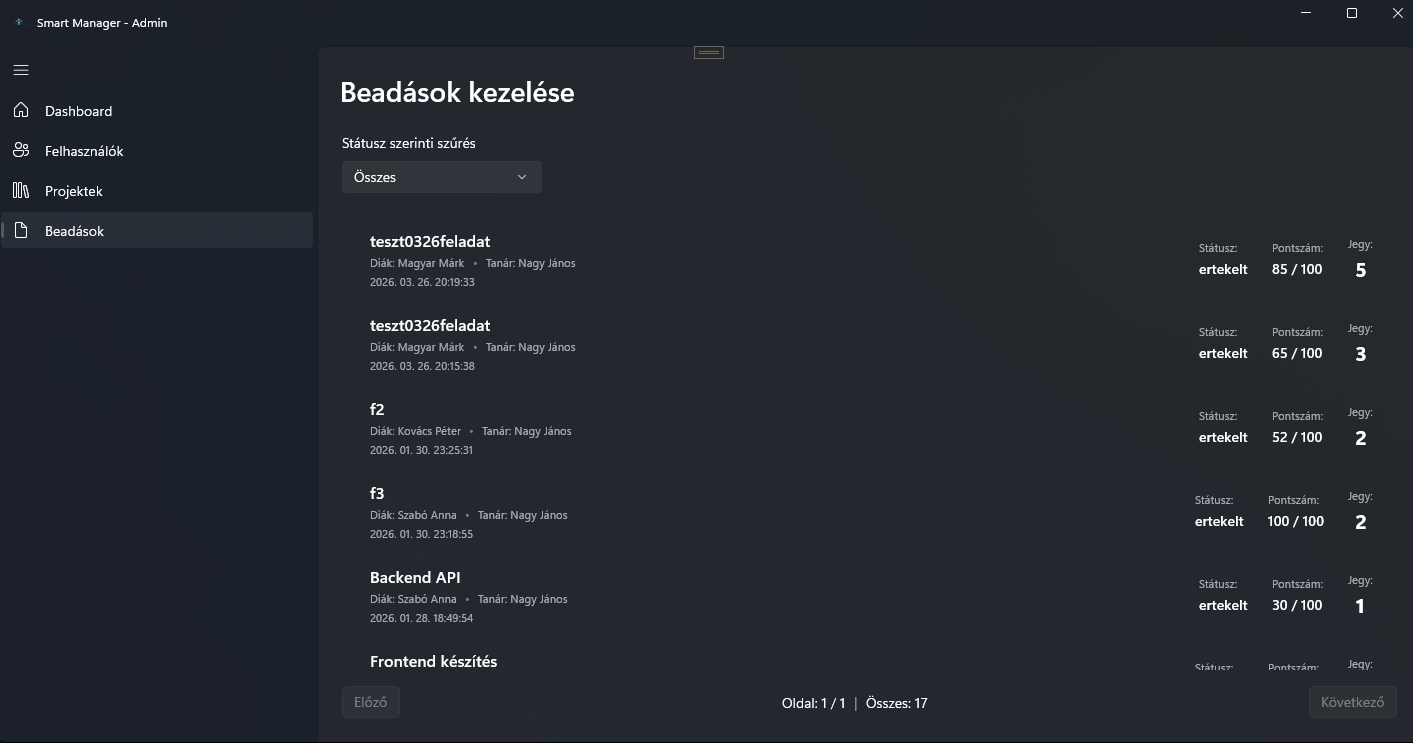 Smart Manager - Admin
Dashboard
Felhasználók
Projektek
Beadások
Beadások kezelése
Státusz szerinti szűrés
Összes
teszt0326feladat
Diák: Magyar Márk • Tanár: Nagy János
2026. 03. 26. 20:19:33
Státusz: Pontszám: Jegy:
ertekelt 85 / 100 5
teszt0326feladat
Diák: Magyar Márk • Tanár: Nagy János
2026. 03. 26. 20:15:38
Státusz: Pontszám: Jegy:
ertekelt 65 / 100 3
f2
Diák: Kovács Péter • Tanár: Nagy János
2026. 01. 30. 23:25:31
Státusz: Pontszám: Jegy:
ertekelt 52 / 100 2
f3
Diák: Szabó Anna • Tanár: Nagy János
2026. 01. 30. 23:18:55
Státusz: Pontszám: Jegy:
ertekelt 100 / 100 2
Backend API
Diák: Szabó Anna • Tanár: Nagy János
2026. 01. 28. 18:49:54
Státusz: Pontszám: Jegy:
ertekelt 30 / 100 1
Frontend készítés
Státusz: Pontszám: Jegy:
Előző
Oldal: 1 / 1 | Összes: 17
Következő